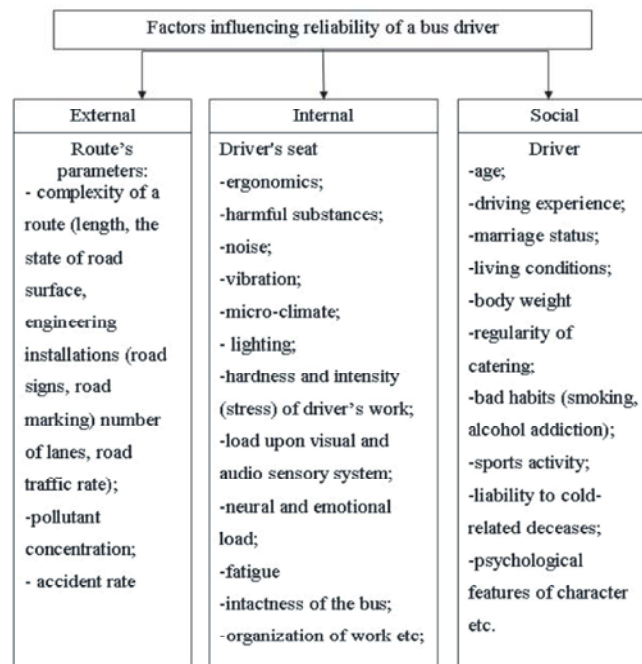 Factors influencing reliability of a bus driver
External
Route's
parameters:
- complexity of a
route (length, the
state of road
surface,
engineering
installations (road
signs, road
marking) number
of lanes, road
traffic rate);
-pollutant
concentration;
- accident rate
Internal
Driver's seat
-ergonomics;
-harmful substances;
-noise;
-vibration;
-micro-climate;
- lighting;
-hardness and intensity
(stress) of driver's work;
-load upon visual and
audio sensory system;
-neural and emotional
load;
-fatigue
-intactness of the bus;
-organization of work etc;
Social
Driver
-age;
-driving experience;
-marriage status;
-living conditions;
-body weight
-regularity of
catering;
-bad habits (smoking,
alcohol addiction);
-sports activity;
-liability to cold-
related deceases;
-psychological
features of character
etc.